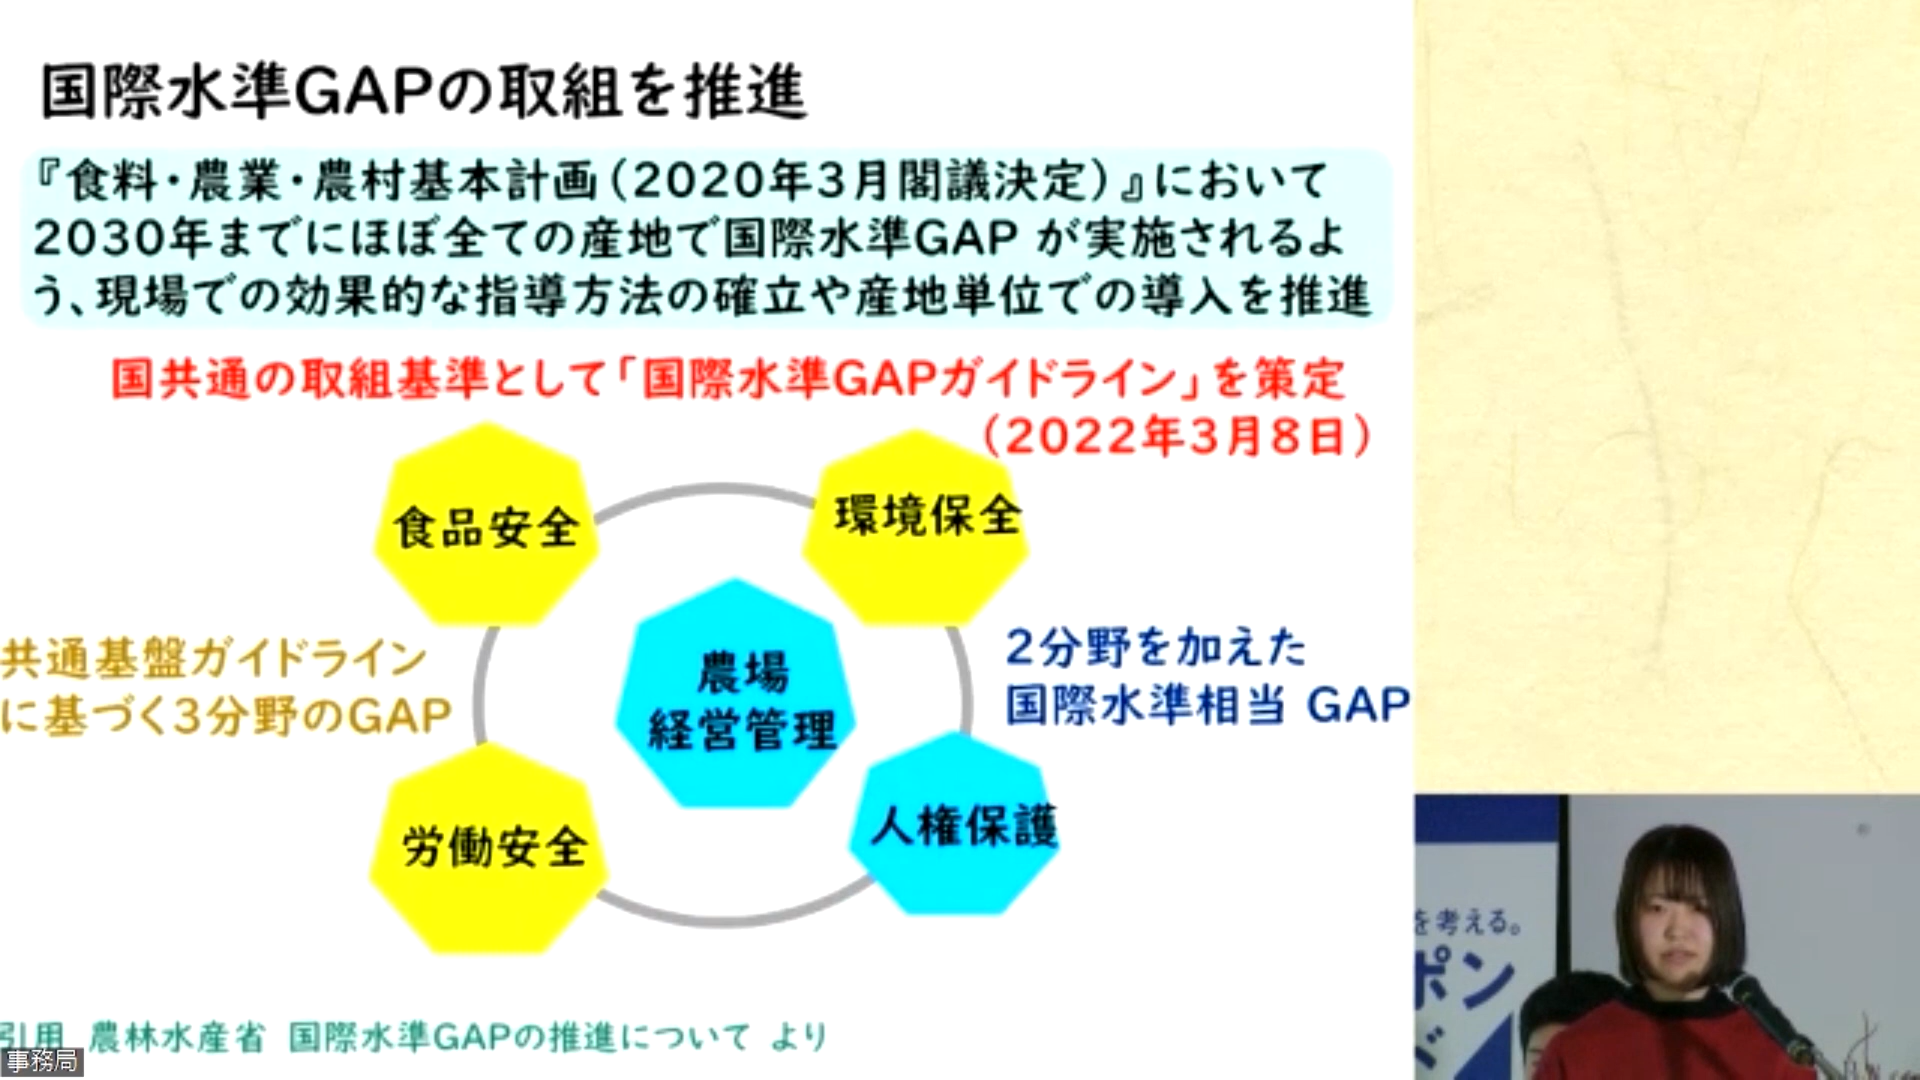 国際水準GAPの取組を推進
『食料・農業・農村基本計画（2020年3月閣議決定）』において
2030年までにほぼ全ての産地で国際水準GAP が実施されるよ
う、現場での効果的な指導方法の確立や産地単位での導入を推進
国共通の取組基準として「国際水準GAPガイドライン」を策定
（2022年3月8日）
食品安全
環境保全
共通基盤ガイドライン
に基づく3分野のGAP
農場
経営管理
2分野を加えた
国際水準相当 GAP
労働安全
人権保護
引用 農林水産省 国際水準GAPの推進について より
事務局
を考える。
ポン
ド